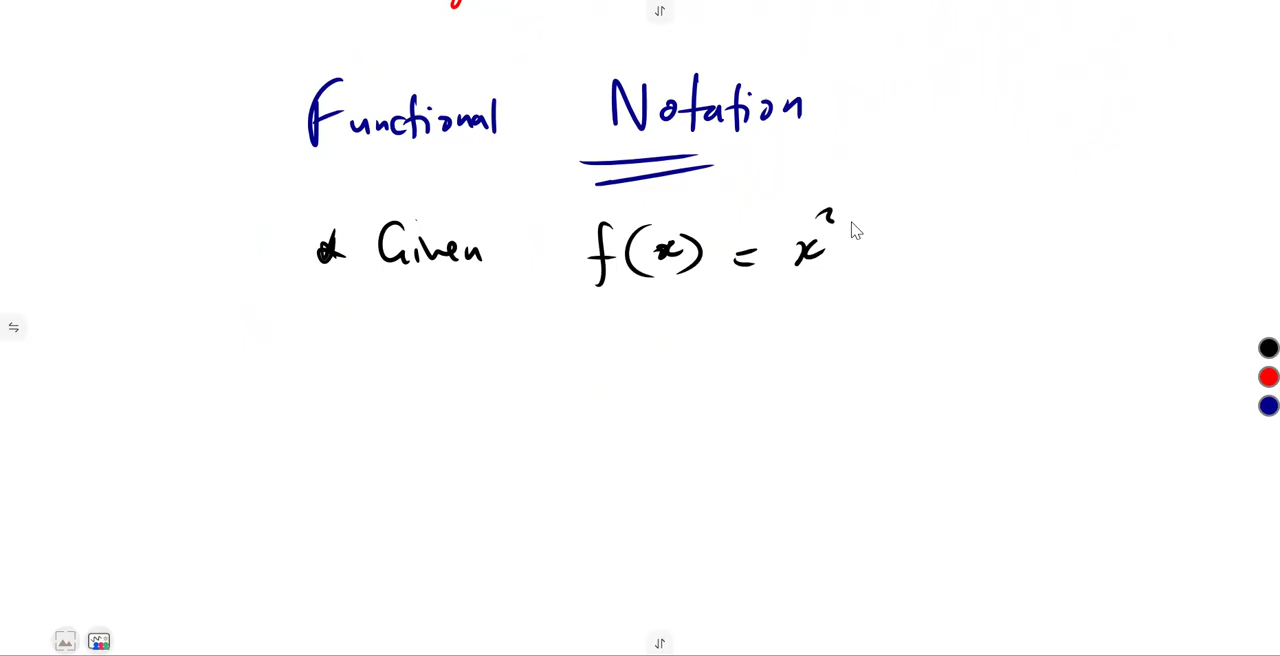 Functional Notation
Given f(x) = x²